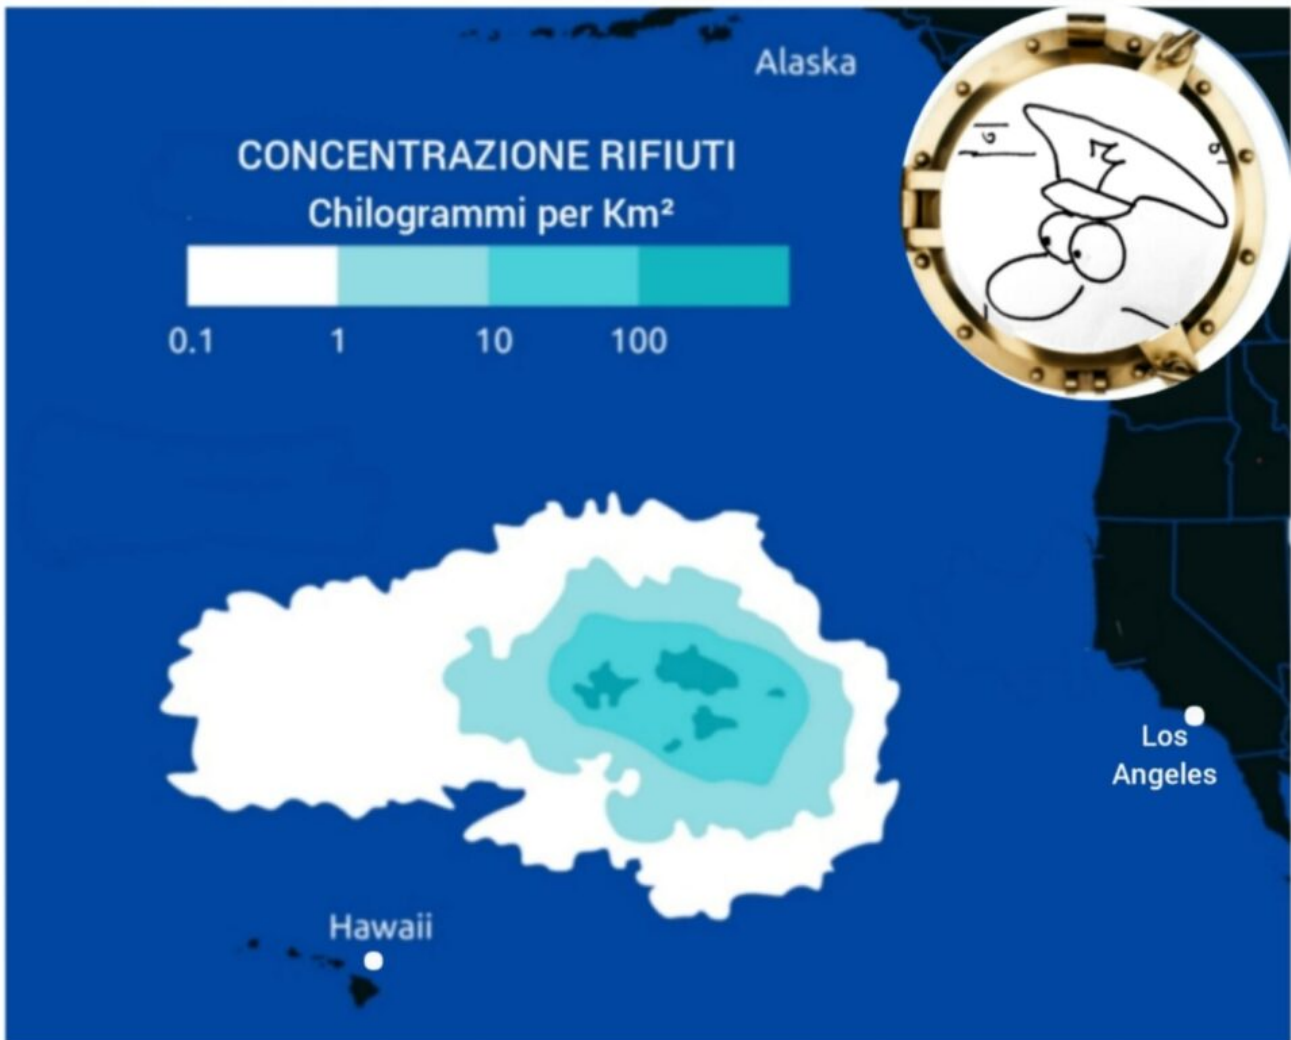 Alaska
CONCENTRAZIONE RIFIUTI
Chilogrammi per Km²
0.1 1 10 100
Los
Angeles
Hawaii